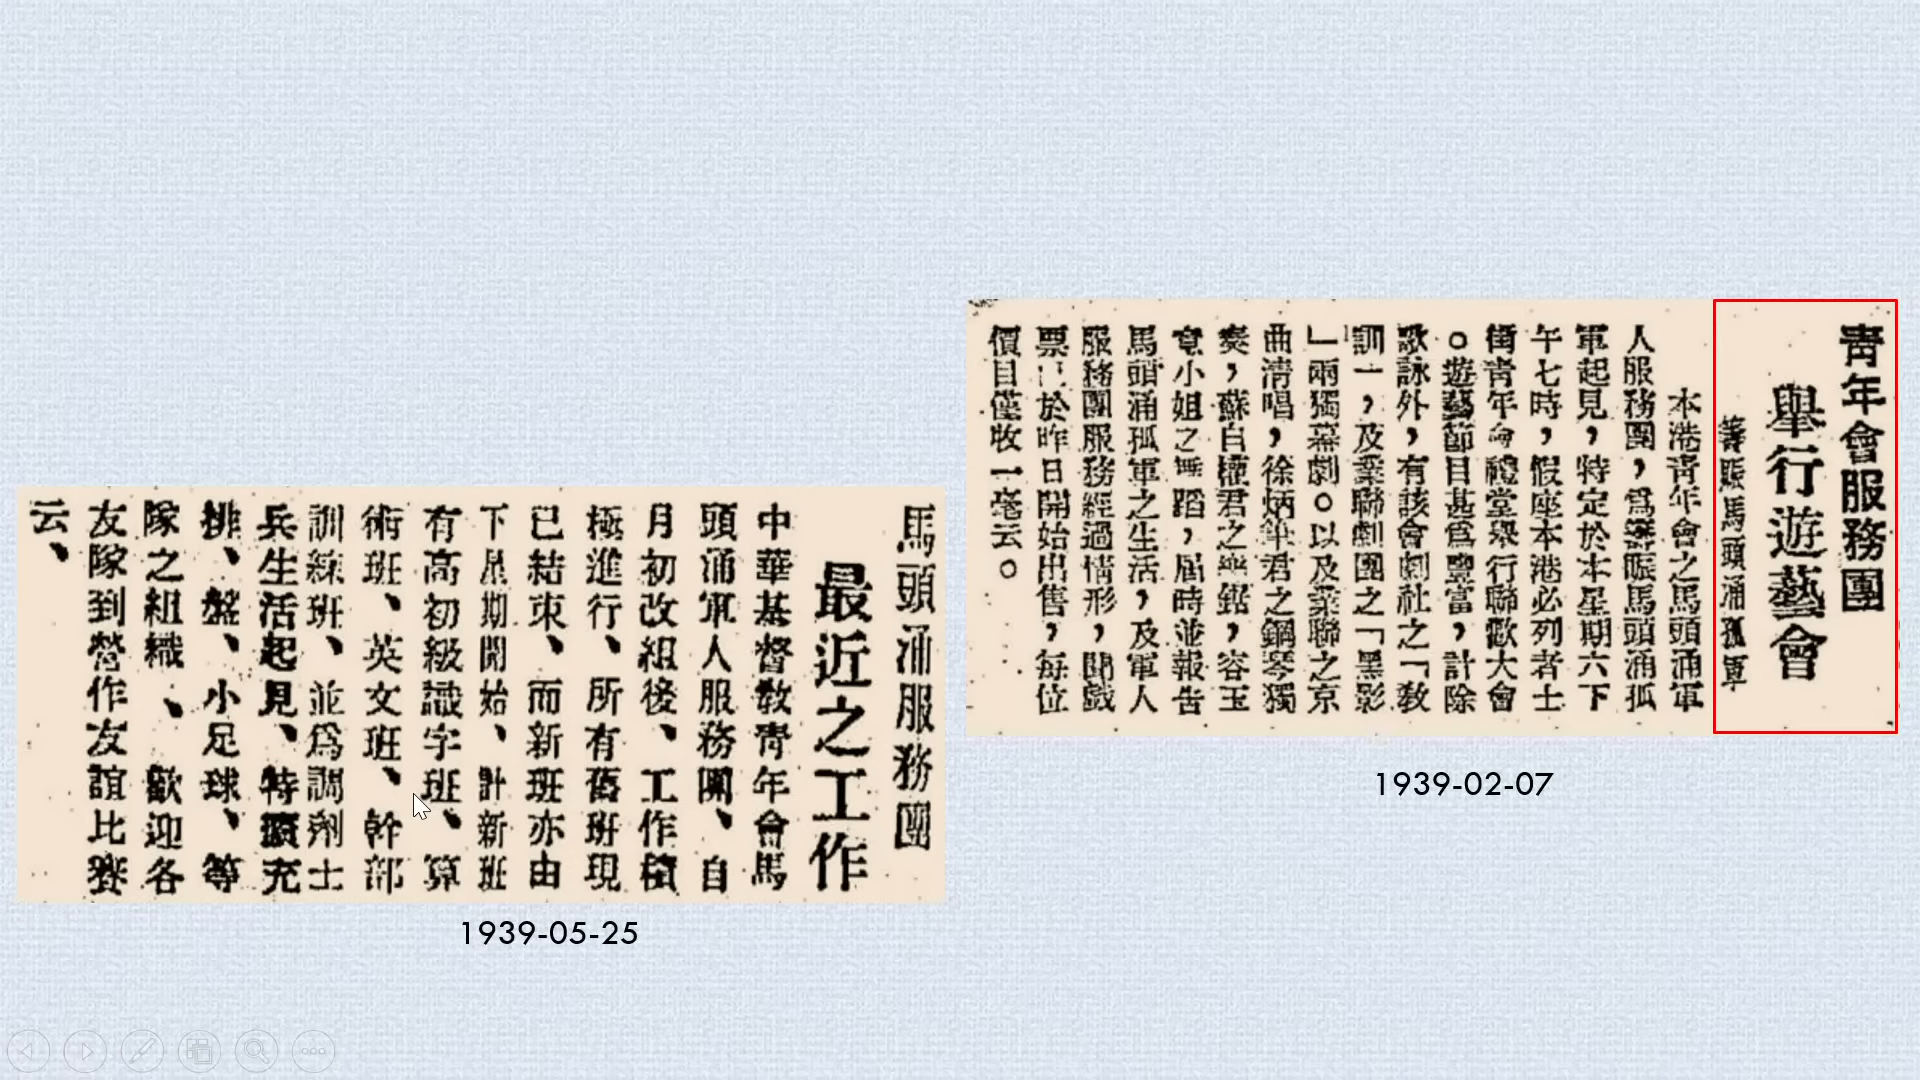 青年會服務團
舉行遊藝會
籌賑馬頭涌孤軍
本港青年會之馬頭涌軍
人服務團，爲籌賑馬頭涌孤
軍起見，特定於本星期六下
午七時，假座本港必列者士
街青年會禮堂舉行聯歡大會
。遊藝節目甚爲豐富，計除
歌詠外，有該會劇社之「敎
訓一，及業聯劇團之「黑影
」兩獨幕劇。以及業聯之京
曲淸唱，徐炳君之鋼琴獨
奏，蘇自權君之樂鋸，容玉
意小姐之舞蹈，屆時並報告
馬頭涌孤軍之生活，及軍人
服務團服務經過情形，聞戲
票已於昨日開始出售，每位
價目僅收一毫云。
1939-02-07
馬頭涌服務團
最近之工作
中華基督敎青年會馬
頭涌軍人服務團、自
月初改組後、工作積
極進行、所有舊班現
已結束、而新班亦由
下星期開始、計新班
有高初級識字班、算
術班、英文班、幹部
訓練班、並爲調劑士
兵生活起見、特擴充
排、盤、小足球、等
隊之組織、歡迎各
友隊到營作友誼比賽
云、
1939-05-25